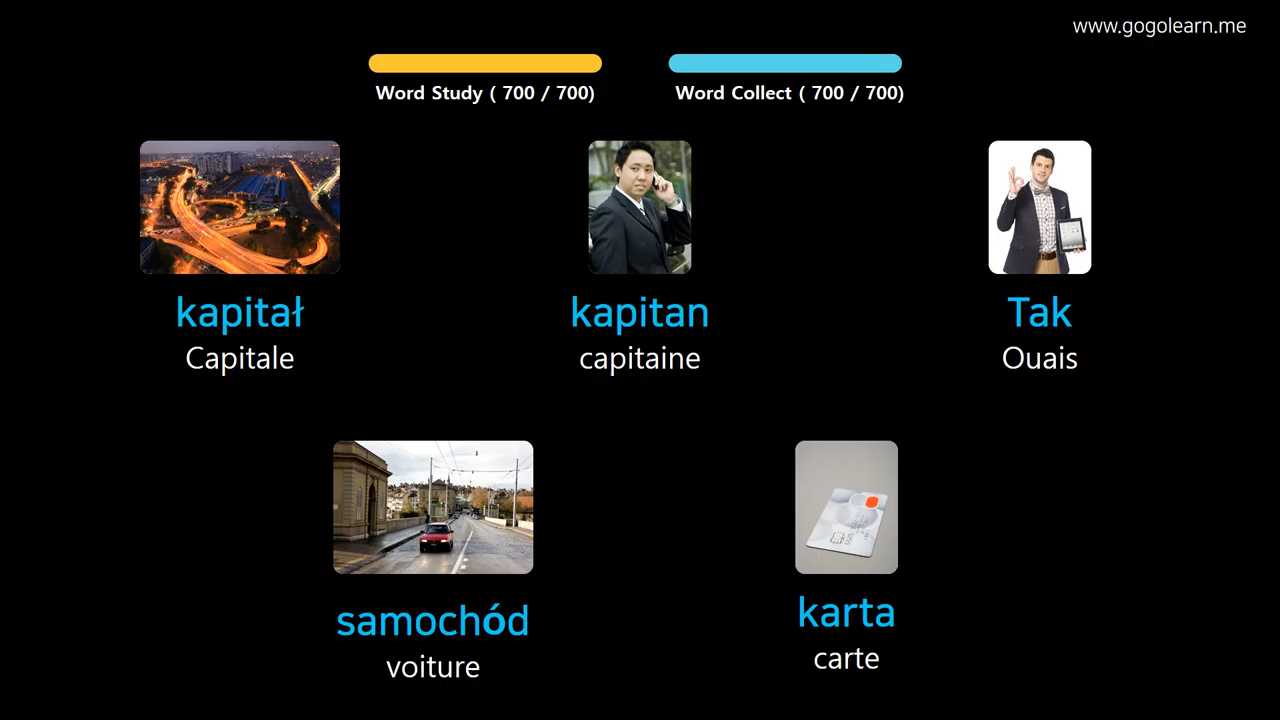 www.gogolearn.me
Word Study ( 700 / 700)
Word Collect ( 700 / 700)
kapitał
Capitale
kapitan
capitaine
Tak
Ouais
samochód
voiture
karta
carte